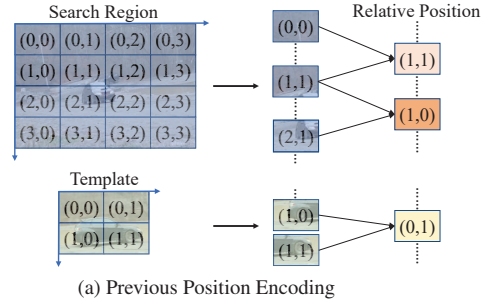 Search Region
(0,0) (0,1) (0,2) (0,3)
(1,0) (1,1) (1,2) (1,3)
(2,0) (2,1) (2,2) (2,3)
(3,0) (3,1) (3,2) (3,3)
(0,0)
(1,1)
(2,1)
Relative Position
(1,1)
(1,0)
Template
(0,0) (0,1)
(1,0) (1,1)
(1,0)
(1,1)
(0,1)
(a) Previous Position Encoding